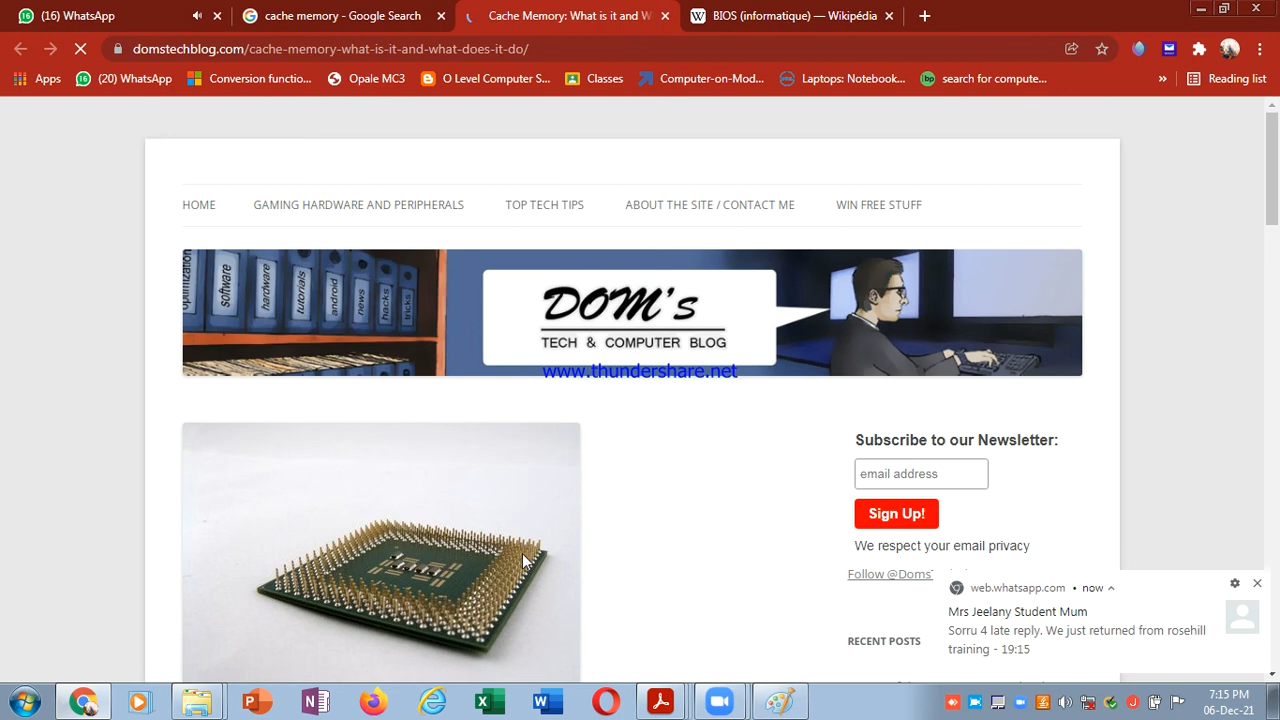 (16) WhatsApp
cache memory - Google Search
Cache Memory: What is it and W
BIOS (informatique) — Wikipédia
domstechblog.com/cache-memory-what-is-it-and-what-does-it-do/
Apps
(20) WhatsApp
Conversion functio...
Opale MC3
O Level Computer S...
Classes
Computer-on-Mod...
Laptops: Notebook...
search for compute...
»
Reading list
HOME
GAMING HARDWARE AND PERIPHERALS
TOP TECH TIPS
ABOUT THE SITE / CONTACT ME
WIN FREE STUFF
optimization
software
hardware
tutorials
android
news
hacks
tricks
DOM's
TECH & COMPUTER BLOG
www.thundershare.net
Subscribe to our Newsletter:
email address
Sign Up!
We respect your email privacy
Follow @Doms
web.whatsapp.com • now
Mrs Jeelany Student Mum
Sorru 4 late reply. We just returned from rosehill
training - 19:15
RECENT POSTS
7:15 PM
06-Dec-21